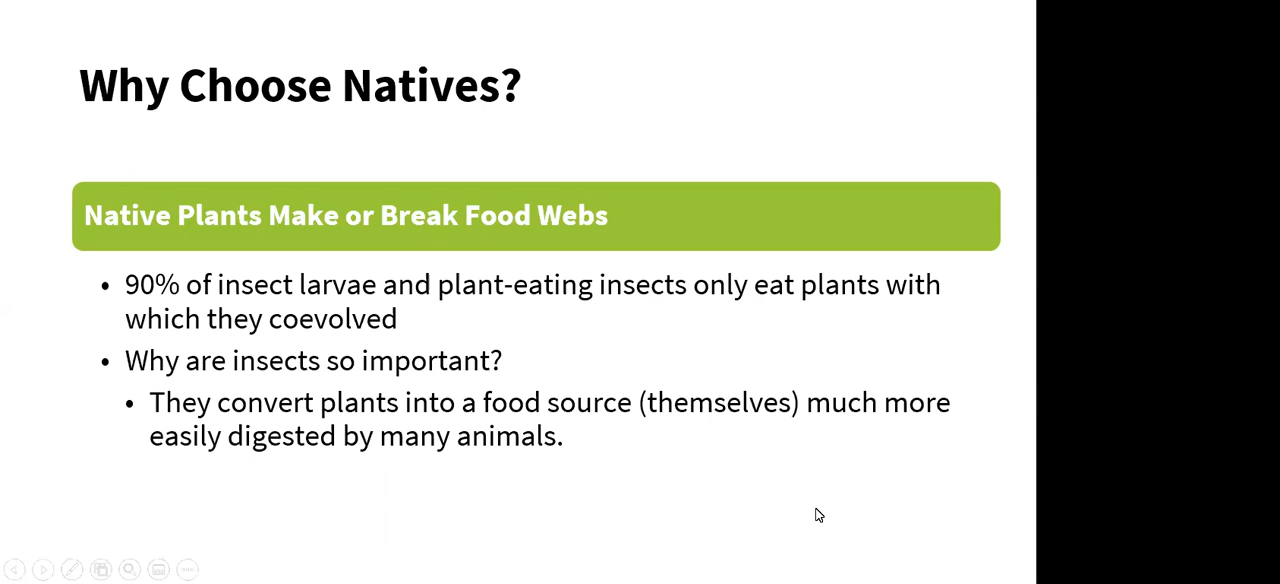 Why Choose Natives?
Native Plants Make or Break Food Webs
• 90% of insect larvae and plant-eating insects only eat plants with
which they coevolved
• Why are insects so important?
• They convert plants into a food source (themselves) much more
easily digested by many animals.